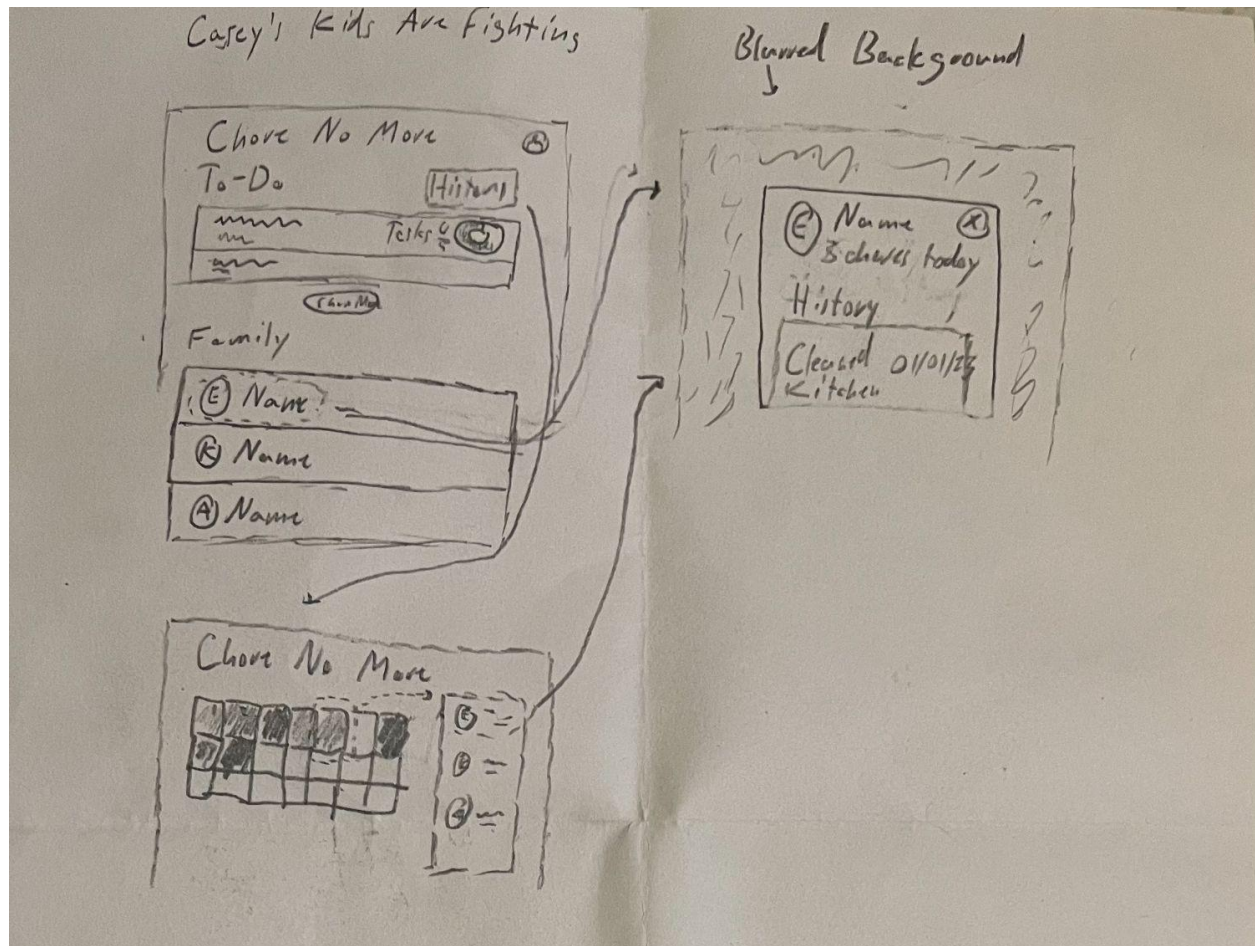 Casey's Kids Are Fighting
Chore No More
To-Do
History
Tasks
Family
E Name
K Name
A Name
Chore No More
E
Blurred Background
E Name X
3 chores today
History
Cleaned 01/01/23
Kitchen